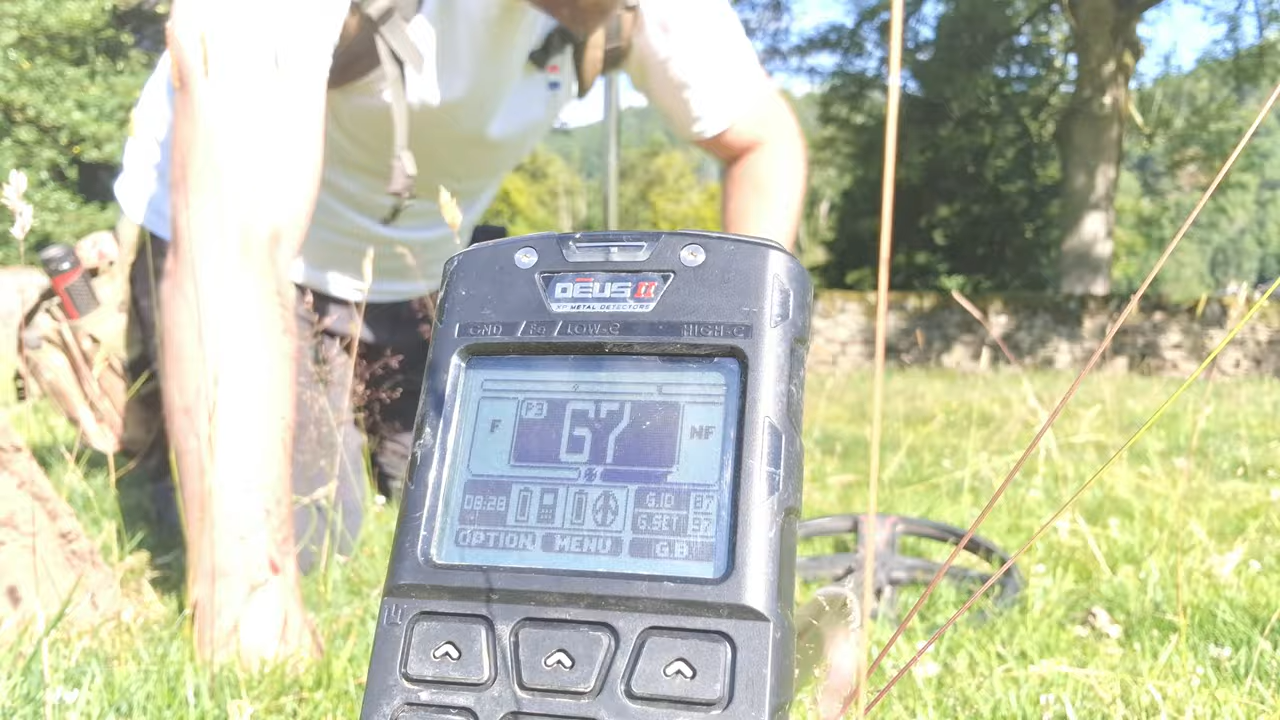 DEUS II
XP METAL DETECTORS
GND / Fe / LOW-C HIGH-C
P3
F 67 NF
08:28 G.ID 87
G.SET 97
OPTION MENU G.B